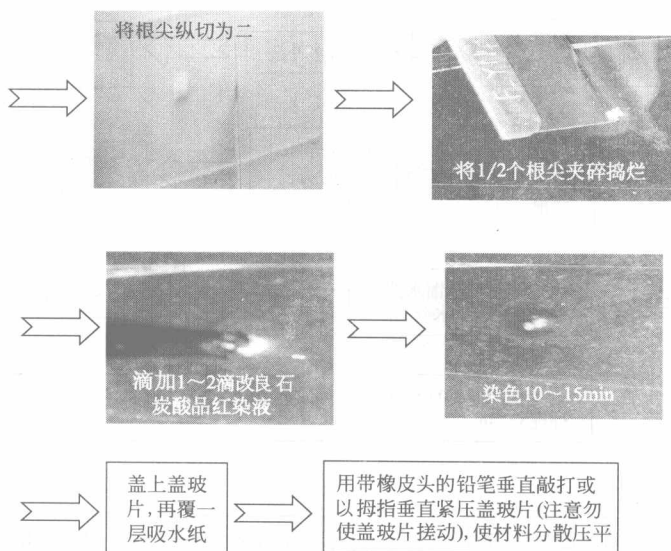 将根尖纵切为二
将1/2个根尖夹碎捣烂
滴加1～2滴改良石
炭酸品红染液
染色10～15min
盖上盖玻
片，再覆一
层吸水纸
用带橡皮头的铅笔垂直敲打或
以拇指垂直紧压盖玻片(注意勿
使盖玻片搓动)，使材料分散压平